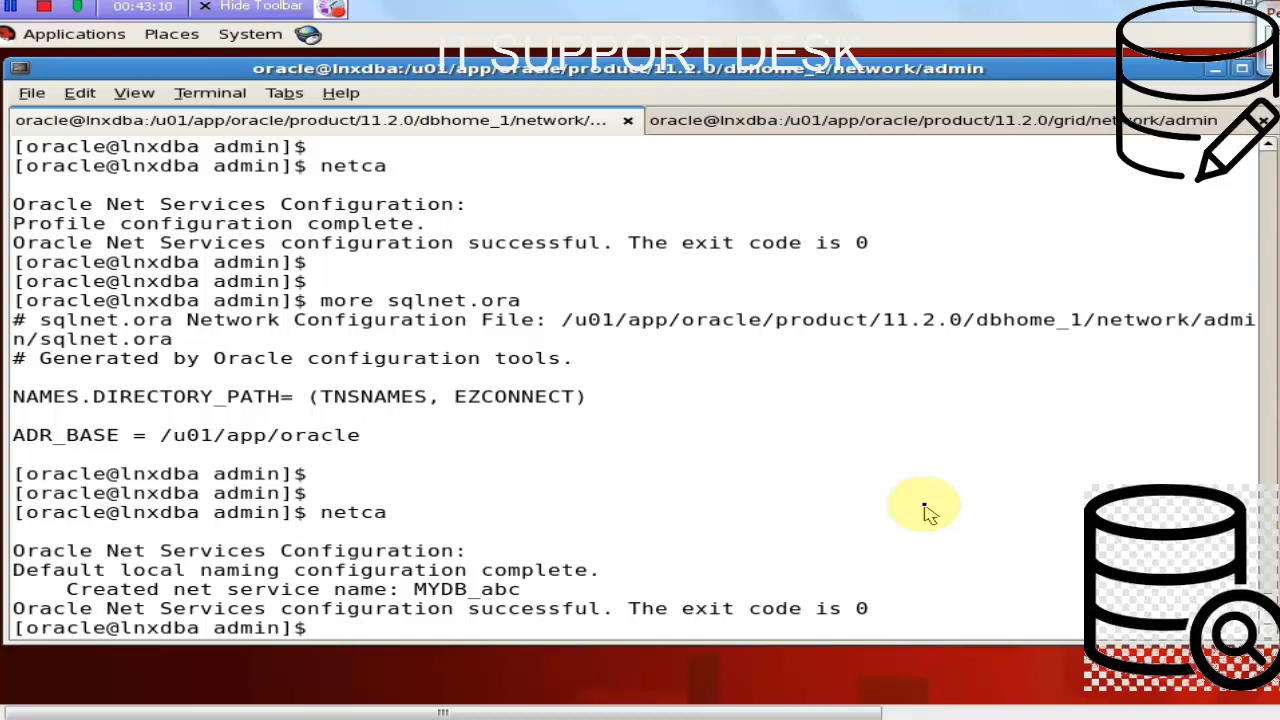 00:43:10 Hide Toolbar
Applications Places System
IT SUPPORT DESK
oracle@lnxdba:/u01/app/oracle/product/11.2.0/dbhome_1/network/admin
File Edit View Terminal Tabs Help
oracle@lnxdba:/u01/app/oracle/product/11.2.0/dbhome_1/network/... oracle@lnxdba:/u01/app/oracle/product/11.2.0/grid/network/admin
[oracle@lnxdba admin]$
[oracle@lnxdba admin]$ netca
Oracle Net Services Configuration:
Profile configuration complete.
Oracle Net Services configuration successful. The exit code is 0
[oracle@lnxdba admin]$
[oracle@lnxdba admin]$
[oracle@lnxdba admin]$ more sqlnet.ora
# sqlnet.ora Network Configuration File: /u01/app/oracle/product/11.2.0/dbhome_1/network/admi
n/sqlnet.ora
# Generated by Oracle configuration tools.
NAMES.DIRECTORY_PATH= (TNSNAMES, EZCONNECT)
ADR_BASE = /u01/app/oracle
[oracle@lnxdba admin]$
[oracle@lnxdba admin]$
[oracle@lnxdba admin]$ netca
Oracle Net Services Configuration:
Default local naming configuration complete.
Created net service name: MYDB_abc
Oracle Net Services configuration successful. The exit code is 0
[oracle@lnxdba admin]$